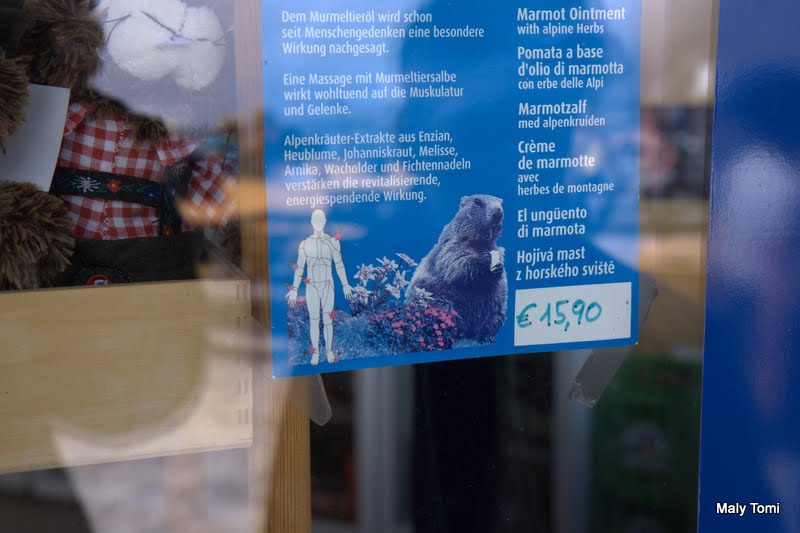 Dem Murmeltieröl wird schon
seit Menschengedenken eine besondere
Wirkung nachgesagt.
Eine Massage mit Murmeltiersalbe
wirkt wohltuend auf die Muskulatur
und Gelenke.
Alpenkräuter-Extrakte aus Enzian,
Heublume, Johanniskraut, Melisse,
Arnika, Wacholder und Fichtennadeln
verstärken die revitalisierende,
energiespendende Wirkung.
Marmot Ointment
with alpine Herbs
Pomata a base
d'olio di marmotta
con erbe delle Alpi
Marmotzalf
med alpenkruiden
Crème
de marmotte
avec
herbes de montagne
El ungüento
di marmota
Hojivá mast
z horského sviště
€ 15,90
Maly Tomi